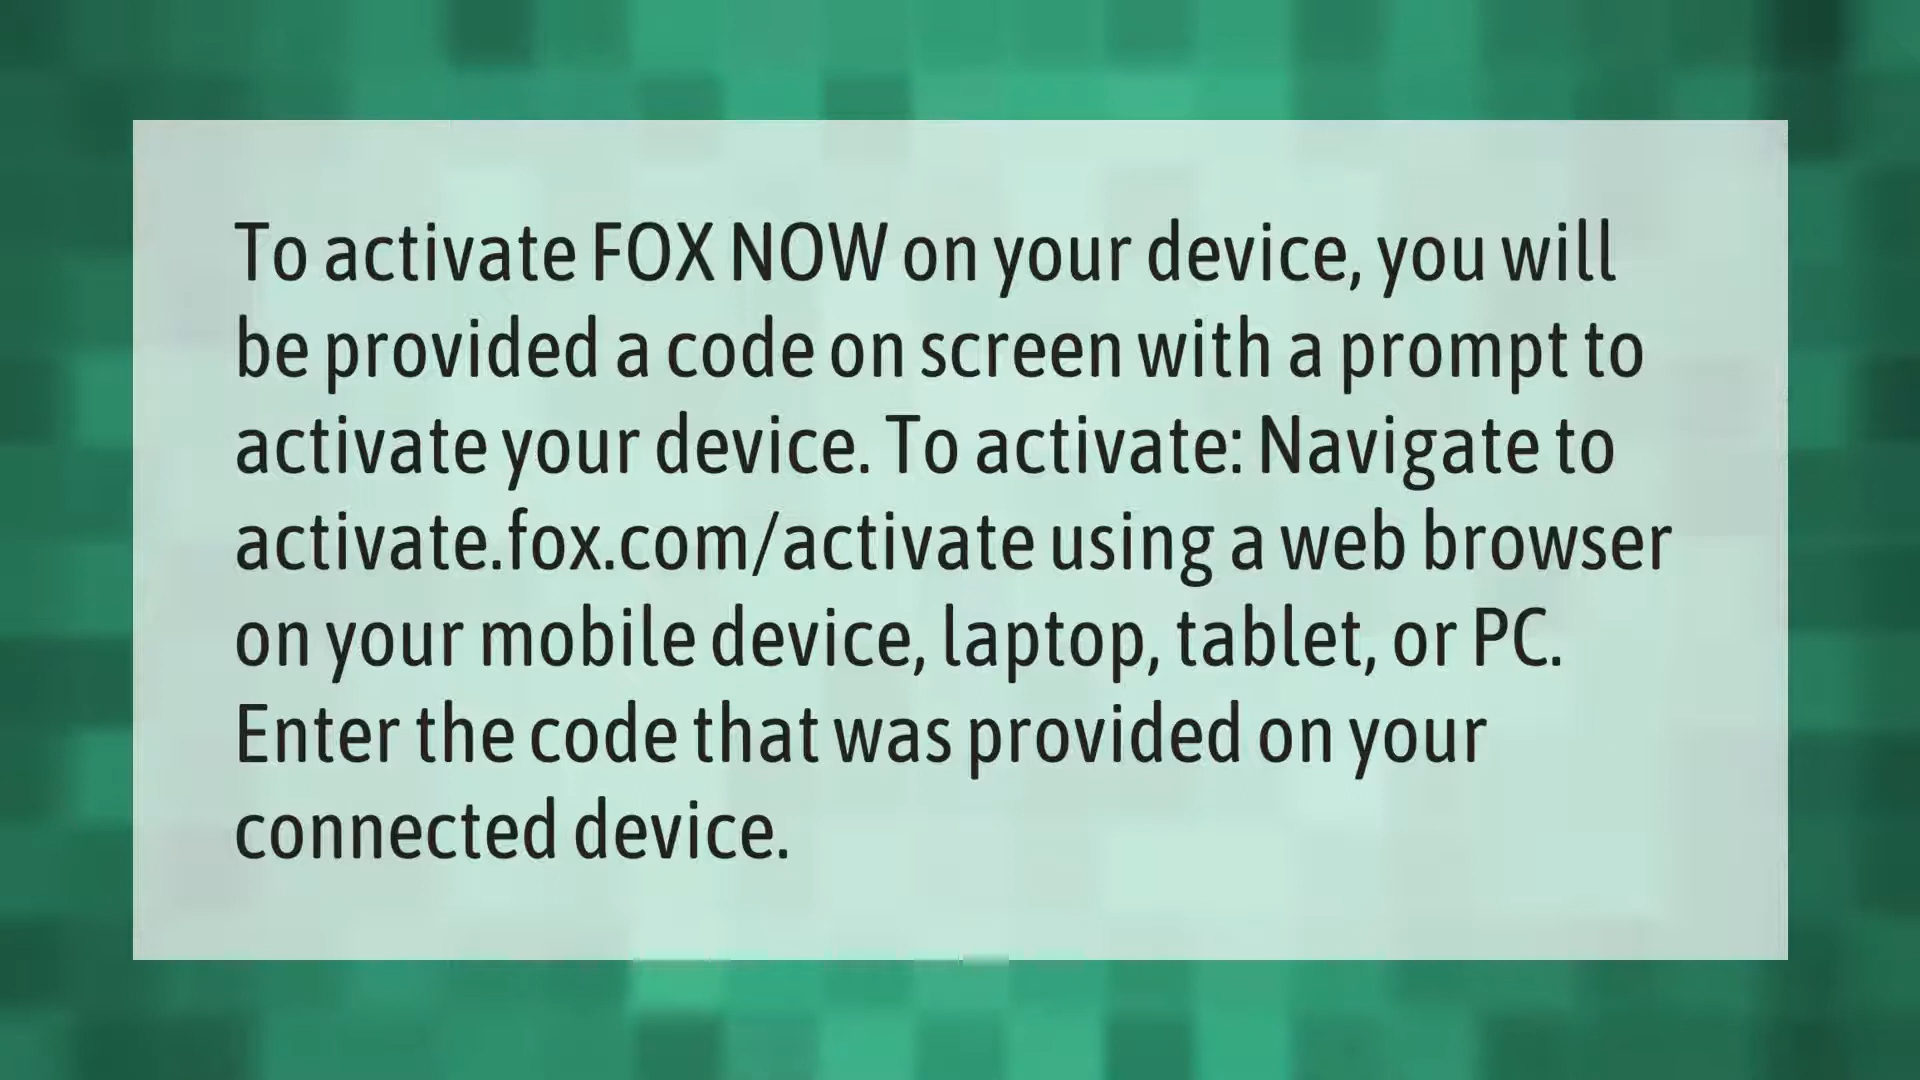 To activate FOX NOW on your device, you will
be provided a code on screen with a prompt to
activate your device. To activate: Navigate to
activate.fox.com/activate using a web browser
on your mobile device, laptop, tablet, or PC.
Enter the code that was provided on your
connected device.